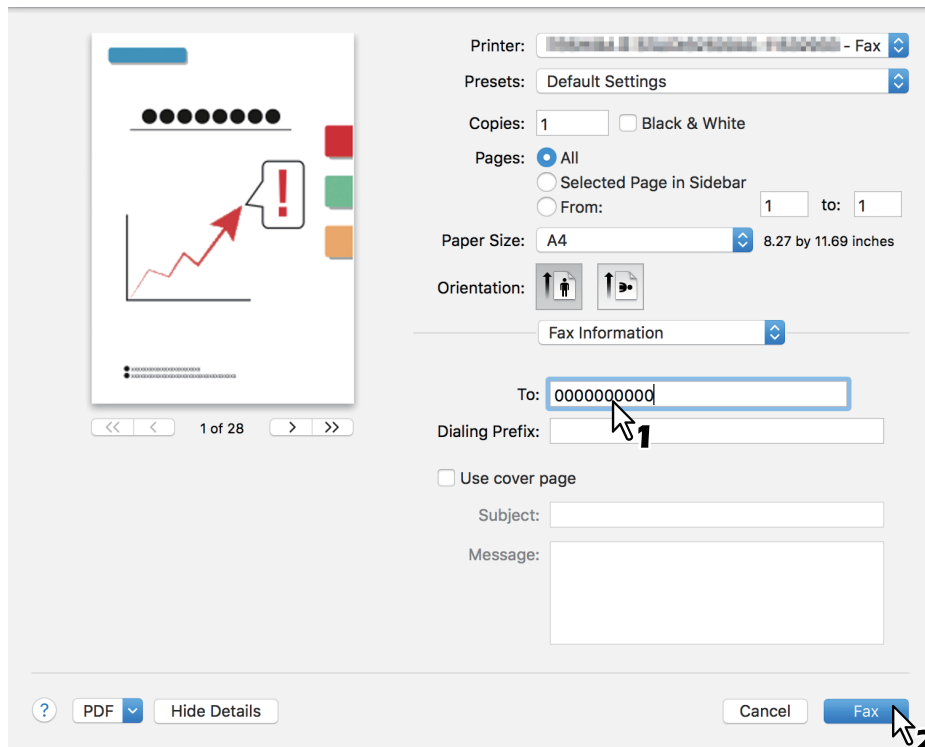 Printer: - Fax
Presets: Default Settings
Copies: 1 Black & White
Pages: All
Selected Page in Sidebar
From: 1 to: 1
Paper Size: A4 8.27 by 11.69 inches
Orientation:
Fax Information
To: 0000000000
1
Dialing Prefix:
1 of 28
Use cover page
Subject:
Message:
? PDF Hide Details Cancel Fax
2